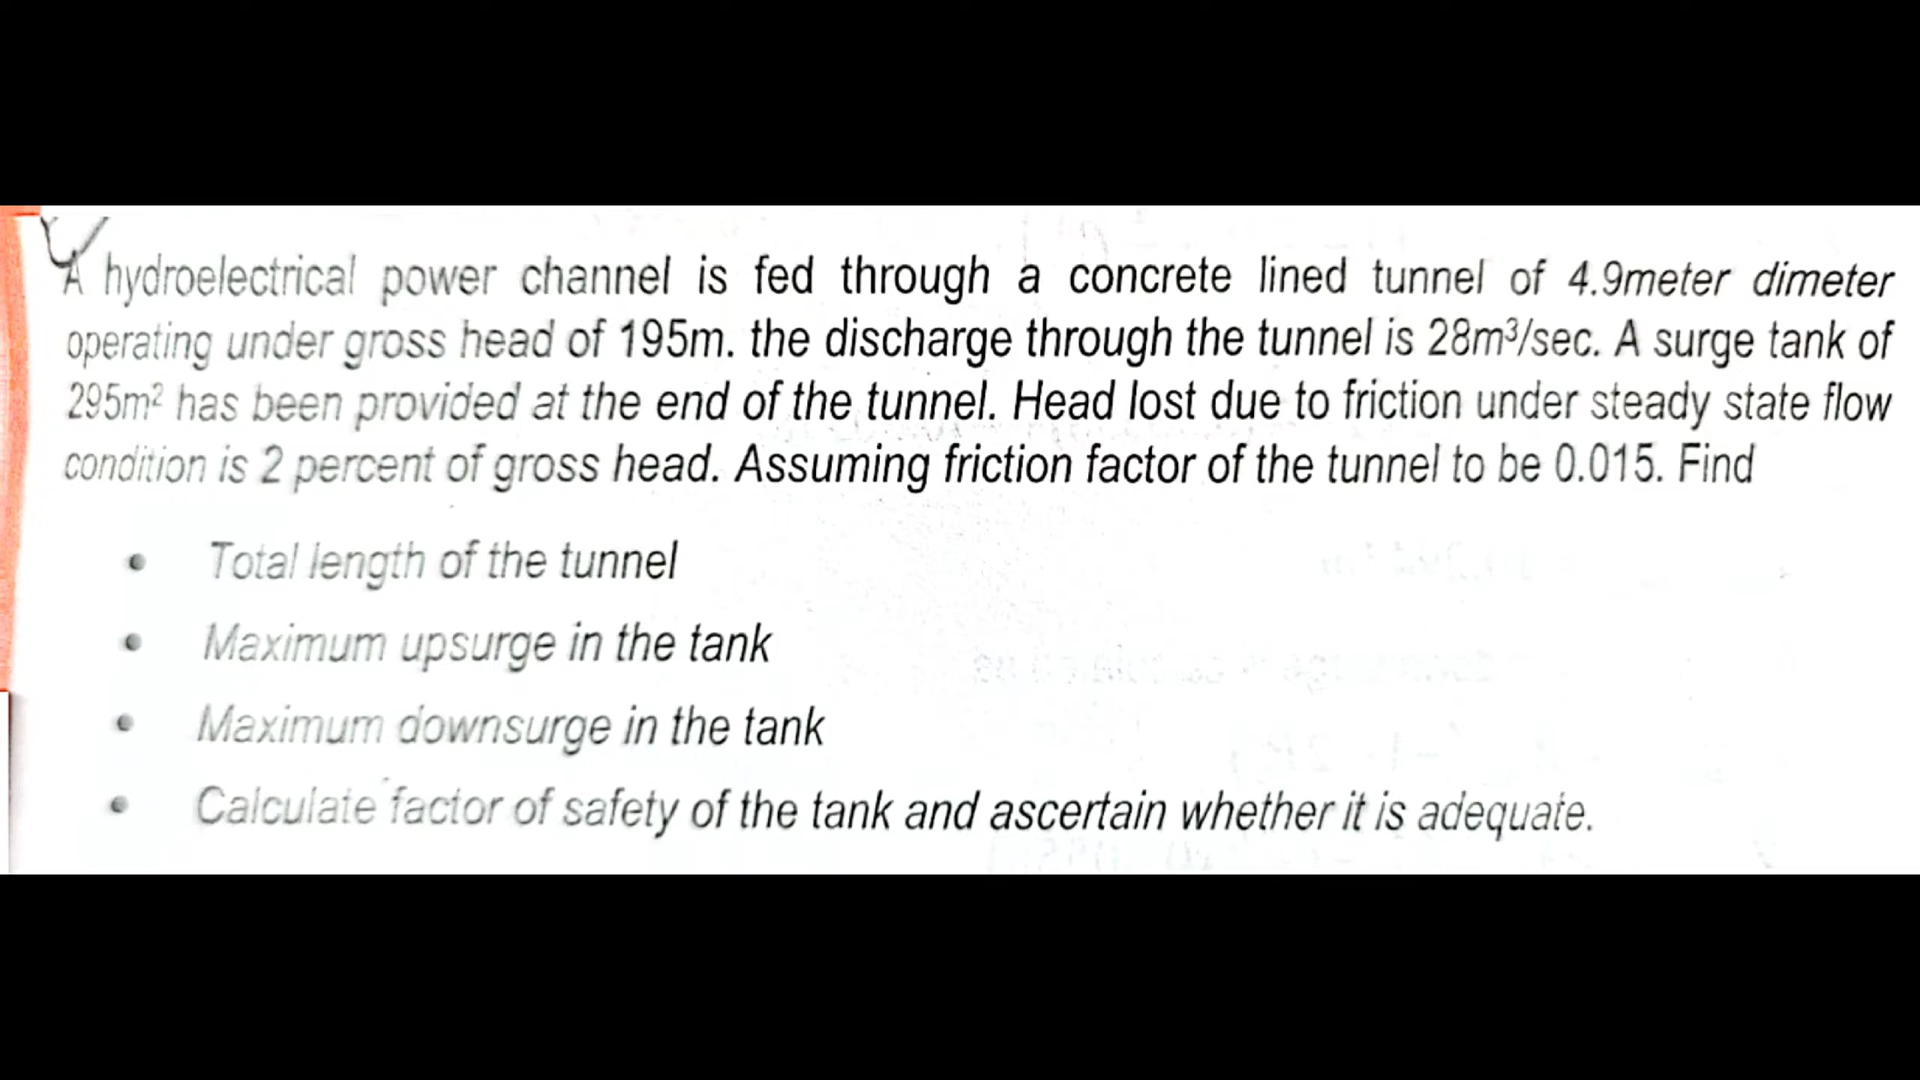 A hydroelectrical power channel is fed through a concrete lined tunnel of 4.9meter dimeter
operating under gross head of 195m. the discharge through the tunnel is 28m³/sec. A surge tank of
295m² has been provided at the end of the tunnel. Head lost due to friction under steady state flow
condition is 2 percent of gross head. Assuming friction factor of the tunnel to be 0.015. Find
• Total length of the tunnel
• Maximum upsurge in the tank
• Maximum downsurge in the tank
• Calculate factor of safety of the tank and ascertain whether it is adequate.